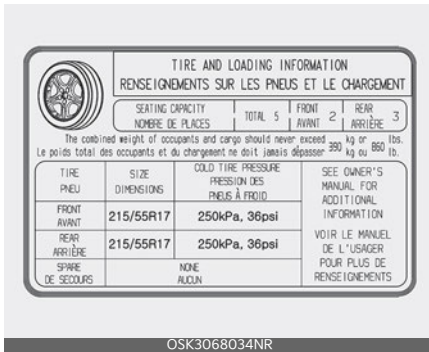 TIRE AND LOADING INFORMATION
RENSEIGNEMENTS SUR LES PNEUS ET LE CHARGEMENT
SEATING CAPACITY
NOMBRE DE PLACES
TOTAL 5
FRONT
AVANT
2
REAR
ARRIÈRE
3
The combined weight of occupants and cargo should never exceed 390 kg or 860 lbs.
Le poids total des occupants et du chargement ne doit jamais dépasser kg ou lb.
TIRE
PNEU
SIZE
DIMENSIONS
COLD TIRE PRESSURE
PRESSION DES
PNEUS À FROID
FRONT
AVANT
215/55R17
250kPa, 36psi
REAR
ARRIÈRE
215/55R17
250kPa, 36psi
SPARE
DE SECOURS
NONE
AUCUN
SEE OWNER'S
MANUAL FOR
ADDITIONAL
INFORMATION
VOIR LE MANUEL
DE L'USAGER
POUR PLUS DE
RENSEIGNEMENTS
OSK3068034NR